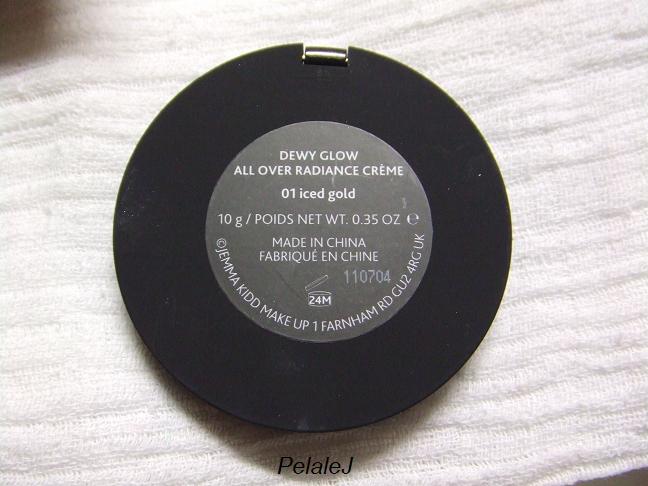 DEWY GLOW
ALL OVER RADIANCE CRÈME
01 iced gold
10 g / POIDS NET WT. 0.35 OZ ℮
MADE IN CHINA
FABRIQUÉ EN CHINE
110704
24M
©JEMMA KIDD MAKE UP 1 FARNHAM RD GU2 4RG UK
PelaleJ